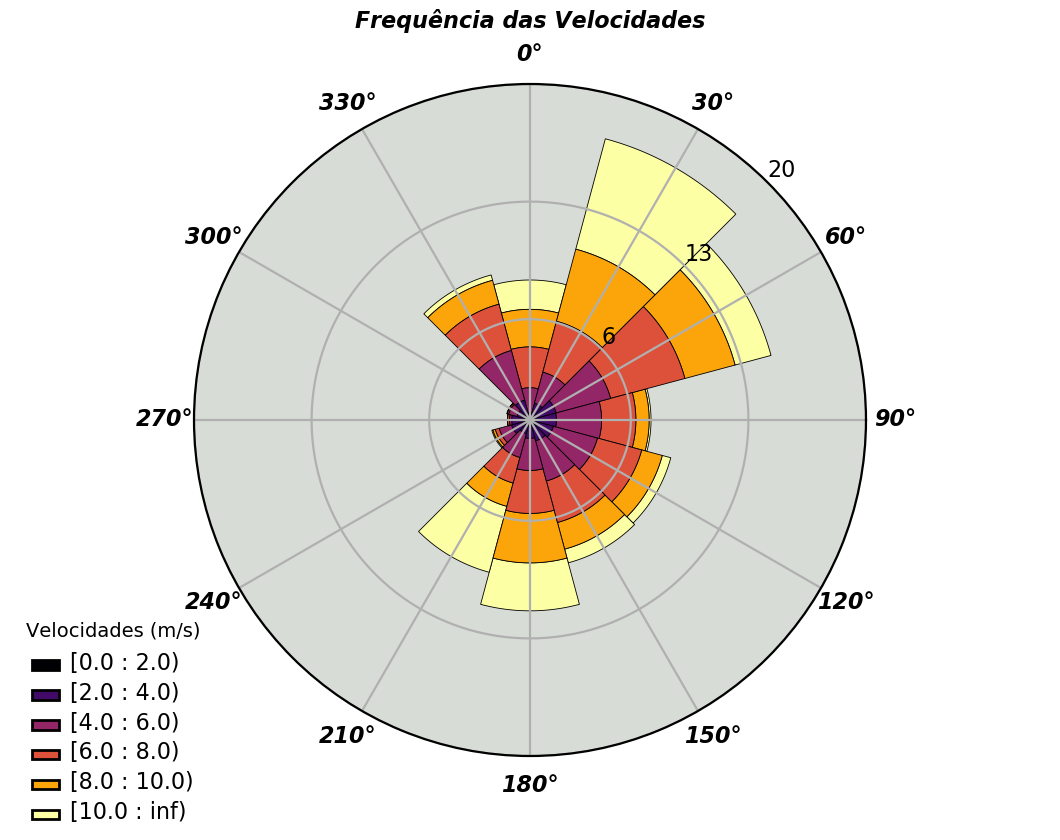 Frequência das Velocidades
0°
330°
30°
20
300°
60°
13
6
270°
90°
240°
120°
210°
150°
180°
Velocidades (m/s)
[0.0 : 2.0)
[2.0 : 4.0)
[4.0 : 6.0)
[6.0 : 8.0)
[8.0 : 10.0)
[10.0 : inf)